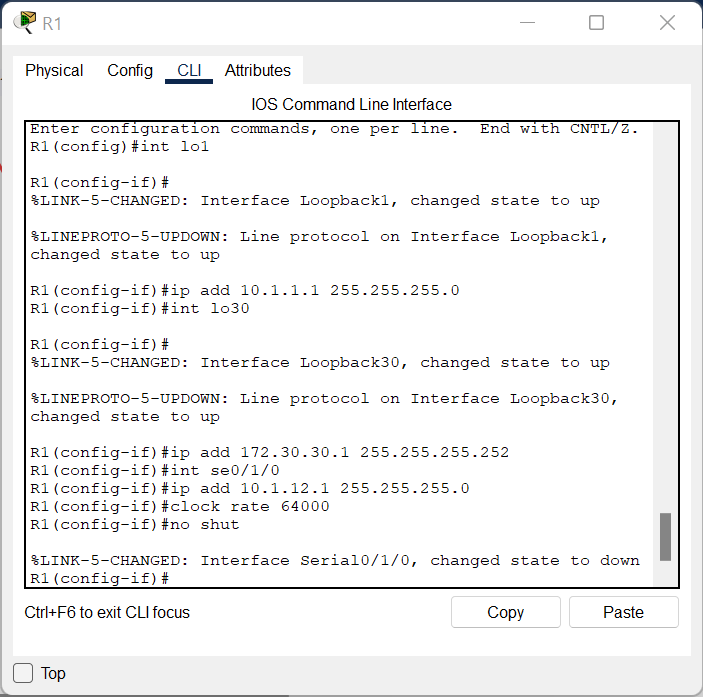 R1
Physical Config CLI Attributes
IOS Command Line Interface
Enter configuration commands, one per line.  End with CNTL/Z.
R1(config)#int lo1
R1(config-if)#
%LINK-5-CHANGED: Interface Loopback1, changed state to up
%LINEPROTO-5-UPDOWN: Line protocol on Interface Loopback1,
changed state to up
R1(config-if)#ip add 10.1.1.1 255.255.255.0
R1(config-if)#int lo30
R1(config-if)#
%LINK-5-CHANGED: Interface Loopback30, changed state to up
%LINEPROTO-5-UPDOWN: Line protocol on Interface Loopback30,
changed state to up
R1(config-if)#ip add 172.30.30.1 255.255.255.252
R1(config-if)#int se0/1/0
R1(config-if)#ip add 10.1.12.1 255.255.255.0
R1(config-if)#clock rate 64000
R1(config-if)#no shut
%LINK-5-CHANGED: Interface Serial0/1/0, changed state to down
R1(config-if)#
Ctrl+F6 to exit CLI focus
Copy Paste
Top